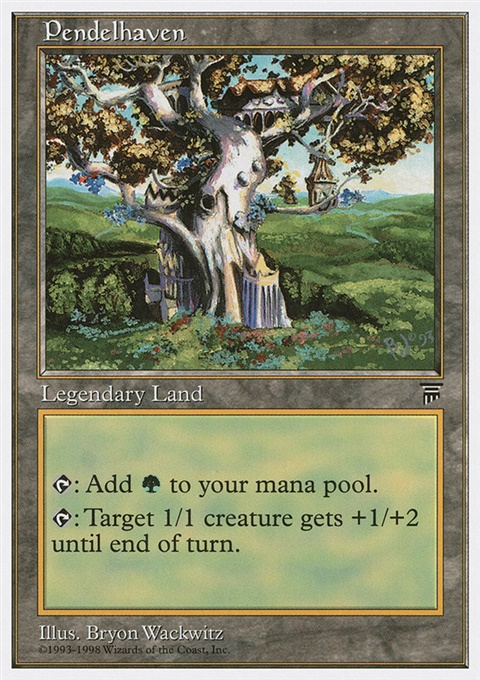 Pendelhaven
Legendary Land
: Add to your mana pool.
: Target 1/1 creature gets +1/+2
until end of turn.
Illus. Bryon Wackwitz
©1993-1998 Wizards of the Coast, Inc.